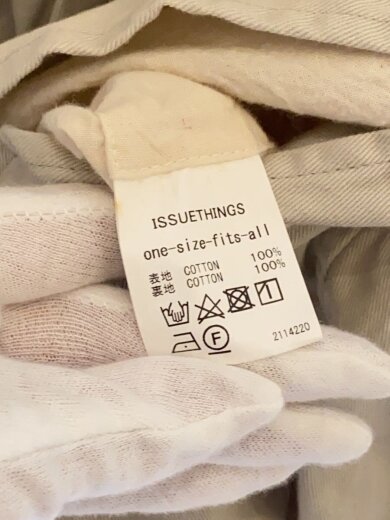 ISSUETHINGS
one-size-fits-all
表地 COTTON 100%
裏地 COTTON 100%
F
2114220